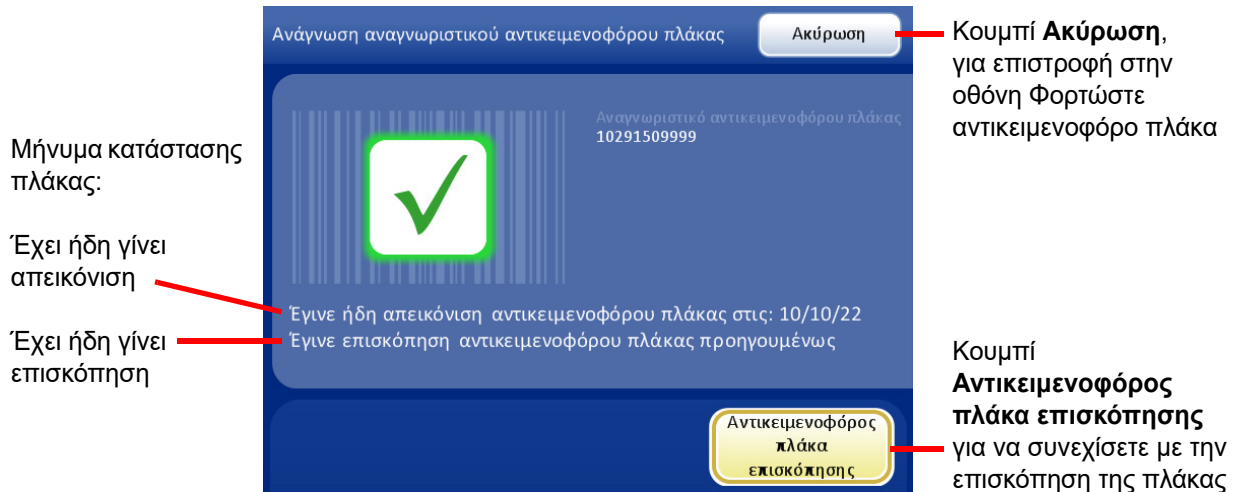 Ανάγνωση αναγνωριστικού αντικειμενοφόρου πλάκας
Ακύρωση
Κουμπί Ακύρωση,
για επιστροφή στην
οθόνη Φορτώστε
αντικειμενοφόρο πλάκα
Αναγνωριστικό αντικειμενοφόρου πλάκας
10291509999
Μήνυμα κατάστασης
πλάκας:
Έχει ήδη γίνει
απεικόνιση
Έχει ήδη γίνει
επισκόπηση
Έγινε ήδη απεικόνιση αντικειμενοφόρου πλάκας στις: 10/10/22
Έγινε επισκόπηση αντικειμενοφόρου πλάκας προηγουμένως
Αντικειμενοφόρος
πλάκα
επισκόπησης
Κουμπί
Αντικειμενοφόρος
πλάκα επισκόπησης
για να συνεχίσετε με την
επισκόπηση της πλάκας